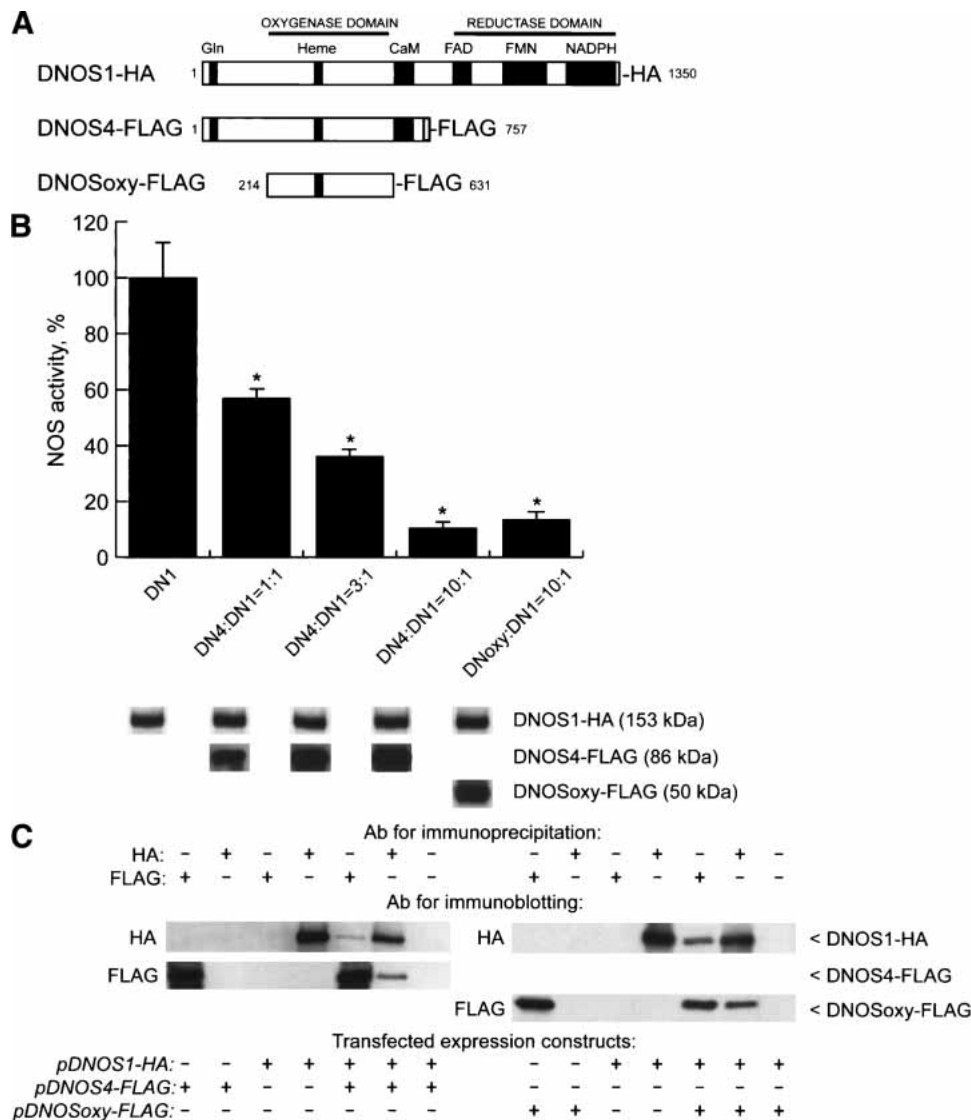 A
OXYGENASE DOMAIN REDUCTASE DOMAIN
Gln Heme CaM FAD FMN NADPH
DNOS1-HA 1 -HA 1350
DNOS4-FLAG 1 -FLAG 757
DNOSoxy-FLAG 214 -FLAG 631
B
120
100
80
60
40
20
0
NOS activity, %
* * * *
DN1 DN4:DN1=1:1 DN4:DN1=3:1 DN4:DN1=10:1 DNoxy:DN1=10:1
DNOS1-HA (153 kDa)
DNOS4-FLAG (86 kDa)
DNOSoxy-FLAG (50 kDa)
C
Ab for immunoprecipitation:
HA: – + – + – + – – + – + – + –
FLAG: + – + – + – – + – + – + – –
Ab for immunoblotting:
HA HA < DNOS1-HA
FLAG < DNOS4-FLAG
FLAG < DNOSoxy-FLAG
Transfected expression constructs:
pDNOS1-HA: – – + + + + + – – + + + + +
pDNOS4-FLAG: + + – – + + + – – – – – – –
pDNOSoxy-FLAG: – – – – – – – + + – – + + +